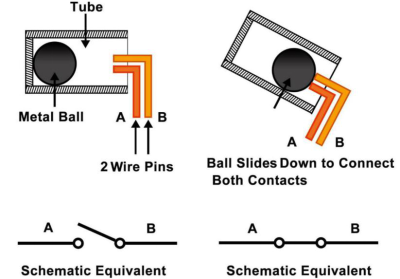 Tube
Metal Ball
A
B
2 Wire Pins
A
B
Ball Slides Down to Connect
Both Contacts
A
B
Schematic Equivalent
A
B
Schematic Equivalent